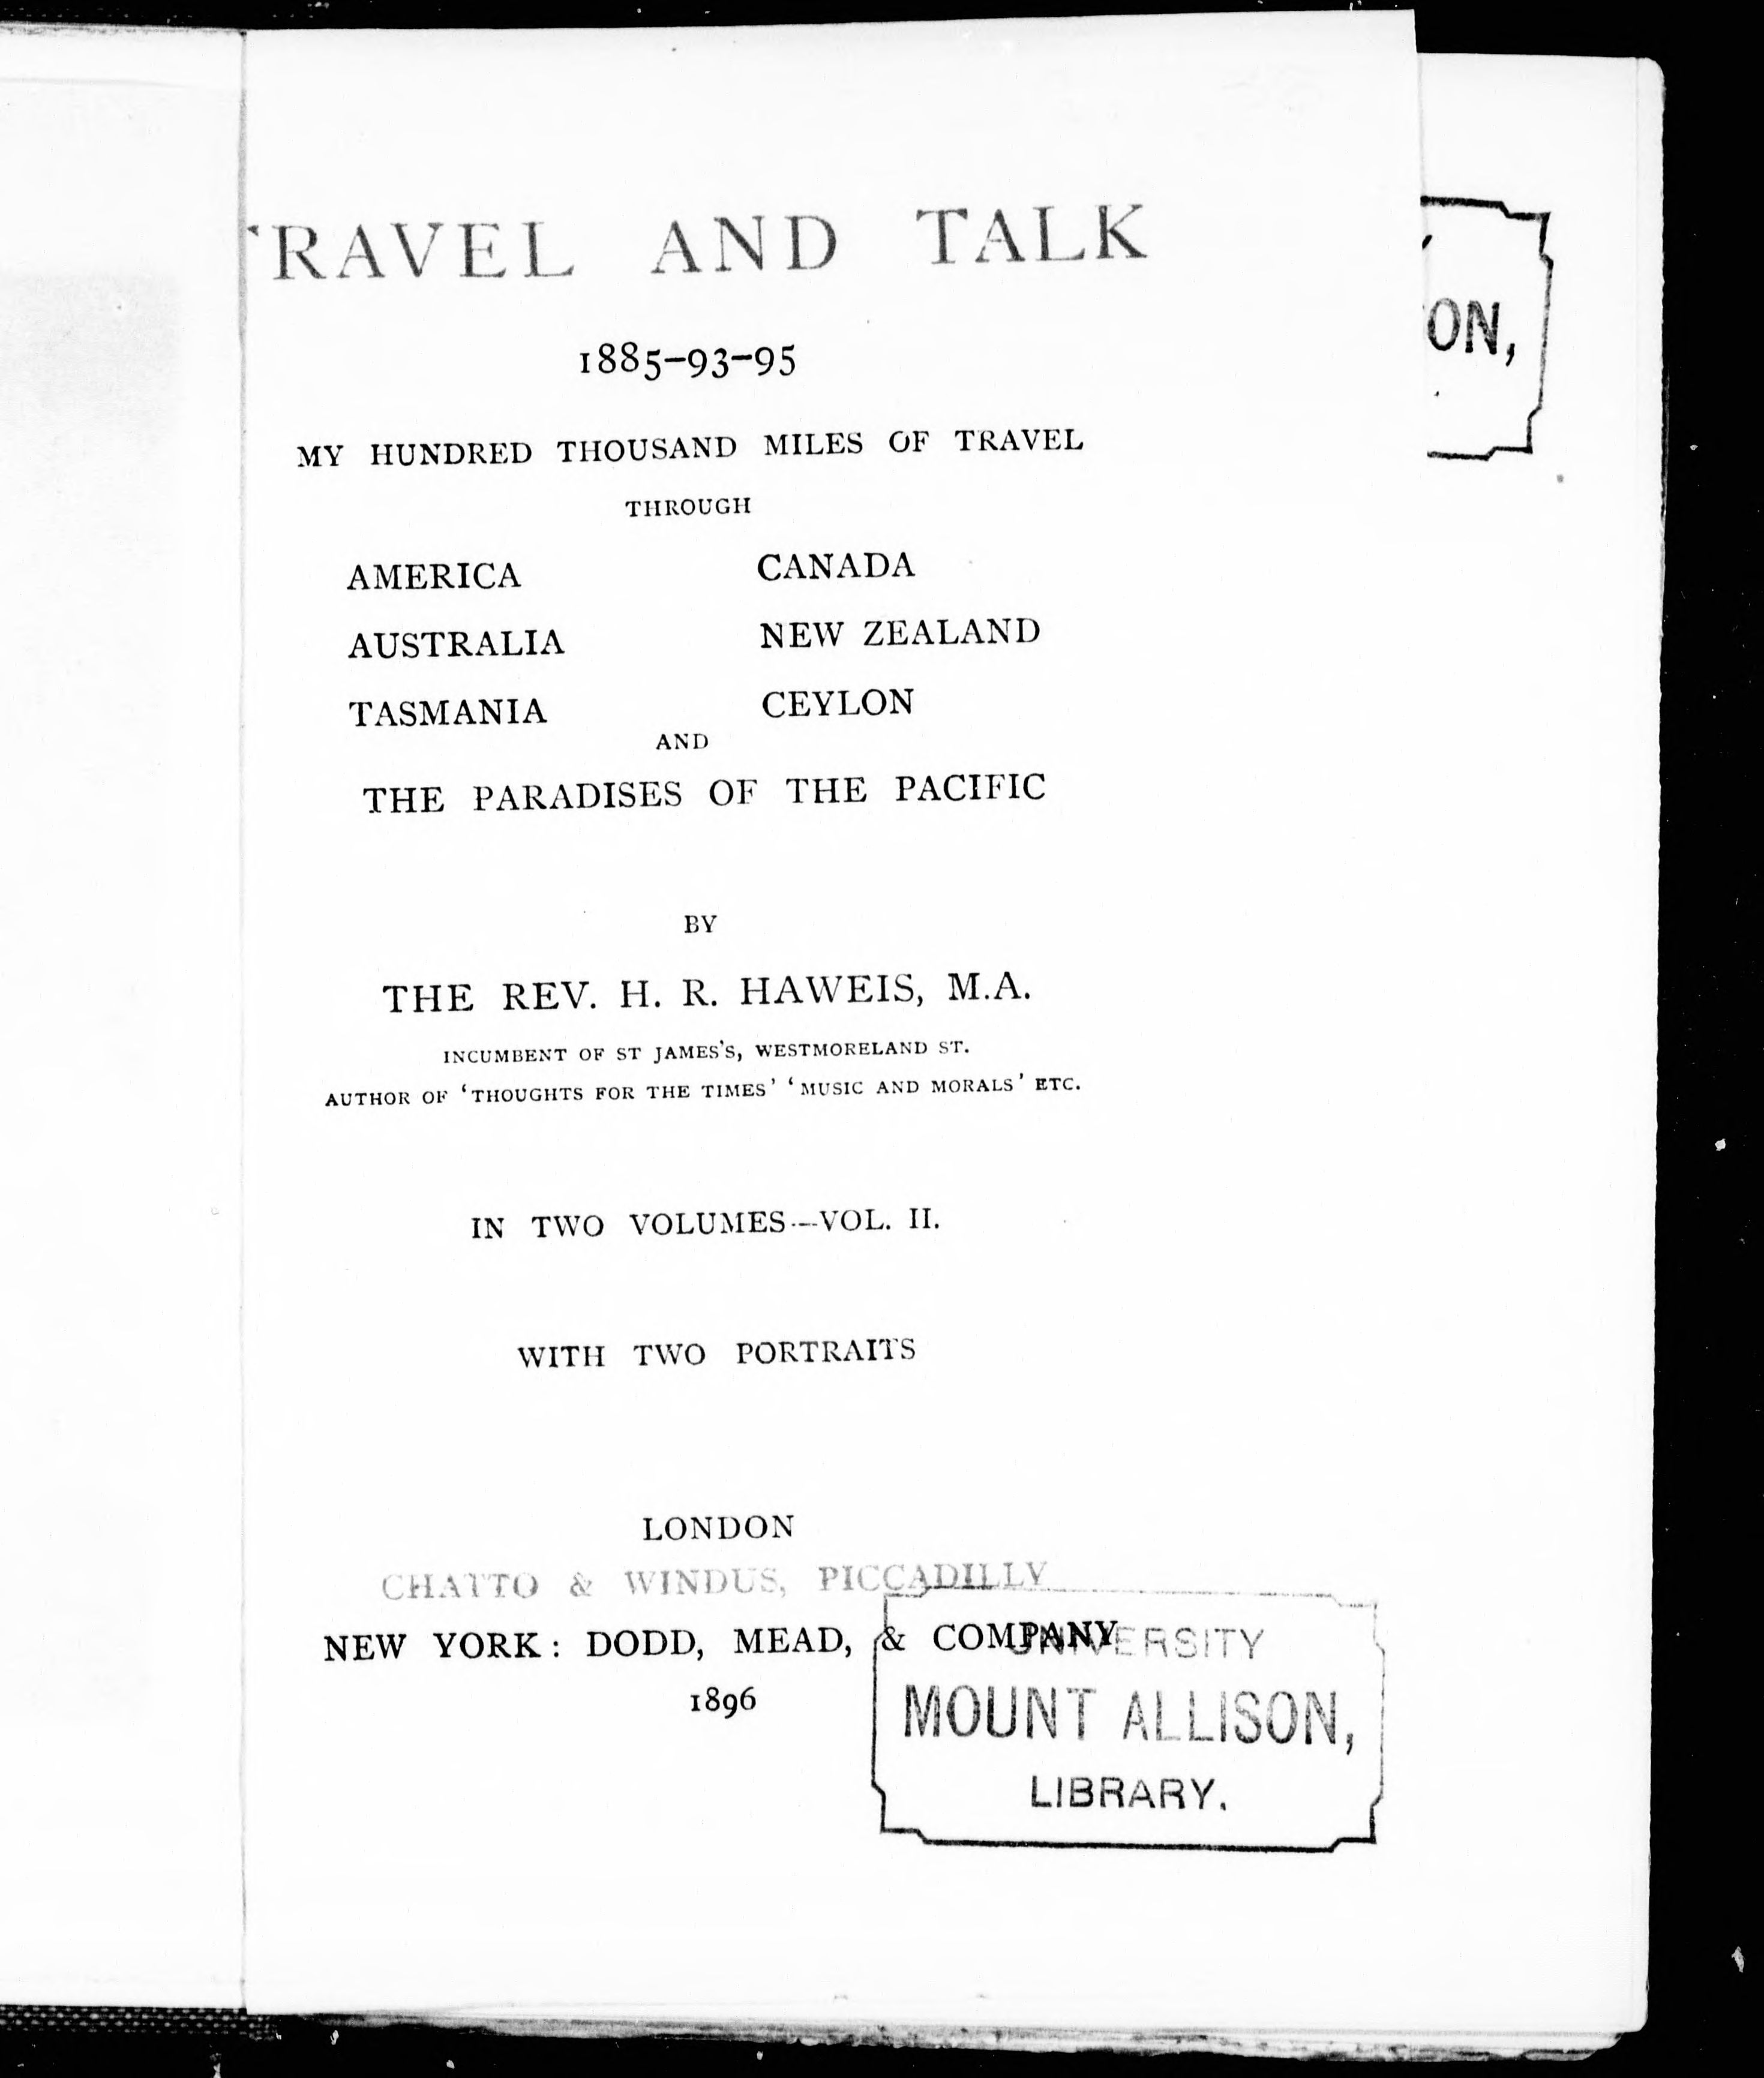 TRAVEL AND TALK
1885–93–95
MY HUNDRED THOUSAND MILES OF TRAVEL
THROUGH
AMERICA CANADA
AUSTRALIA NEW ZEALAND
TASMANIA CEYLON
AND
THE PARADISES OF THE PACIFIC
BY
THE REV. H. R. HAWEIS, M.A.
INCUMBENT OF ST JAMES'S, WESTMORELAND ST.
AUTHOR OF 'THOUGHTS FOR THE TIMES' 'MUSIC AND MORALS' ETC.
IN TWO VOLUMES—VOL. II.
WITH TWO PORTRAITS
LONDON
CHATTO & WINDUS, PICCADILLY
NEW YORK: DODD, MEAD, & COMPANY
1896
UNIVERSITY
MOUNT ALLISON,
LIBRARY.
ON,